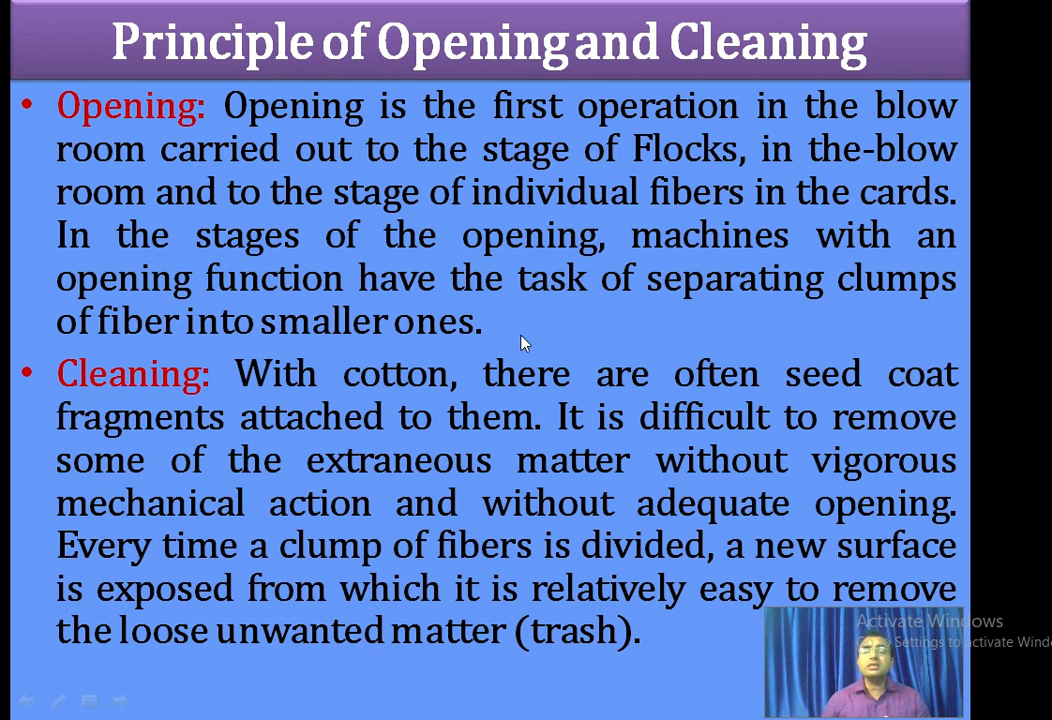 Principle of Opening and Cleaning
• Opening: Opening is the first operation in the blow
room carried out to the stage of Flocks, in the-blow
room and to the stage of individual fibers in the cards.
In the stages of the opening, machines with an
opening function have the task of separating clumps
of fiber into smaller ones.
• Cleaning: With cotton, there are often seed coat
fragments attached to them. It is difficult to remove
some of the extraneous matter without vigorous
mechanical action and without adequate opening.
Every time a clump of fibers is divided, a new surface
is exposed from which it is relatively easy to remove
the loose unwanted matter (trash).
Activate Windows
Settings to activate Wind